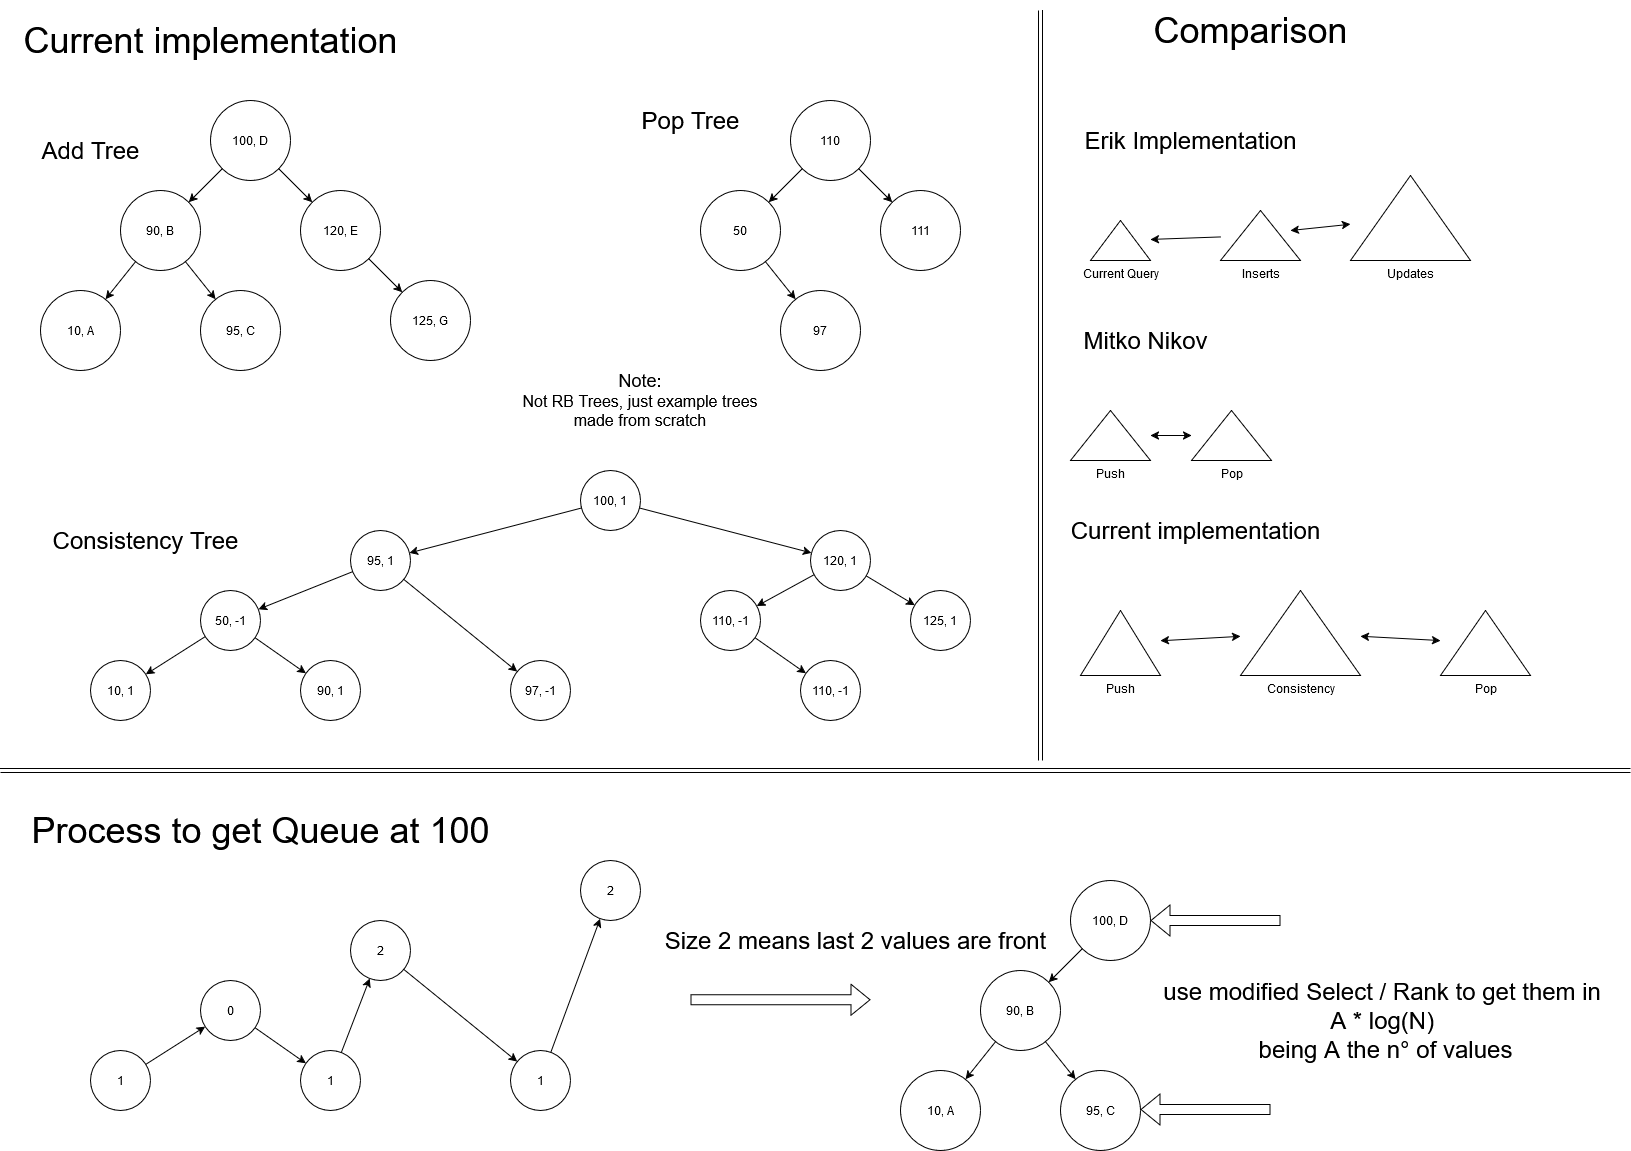 Current implementation
Add Tree
100, D
90, B
120, E
10, A
95, C
125, G
Pop Tree
110
50
111
97
Note:
Not RB Trees, just example trees
made from scratch
Consistency Tree
100, 1
95, 1
120, 1
50, -1
110, -1
125, 1
10, 1
90, 1
97, -1
110, -1
Comparison
Erik Implementation
Current Query
Inserts
Updates
Mitko Nikov
Push
Pop
Current implementation
Push
Consistency
Pop
Process to get Queue at 100
2
2
0
1
1
1
Size 2 means last 2 values are front
100, D
90, B
10, A
95, C
use modified Select / Rank to get them in
A * log(N)
being A the n° of values